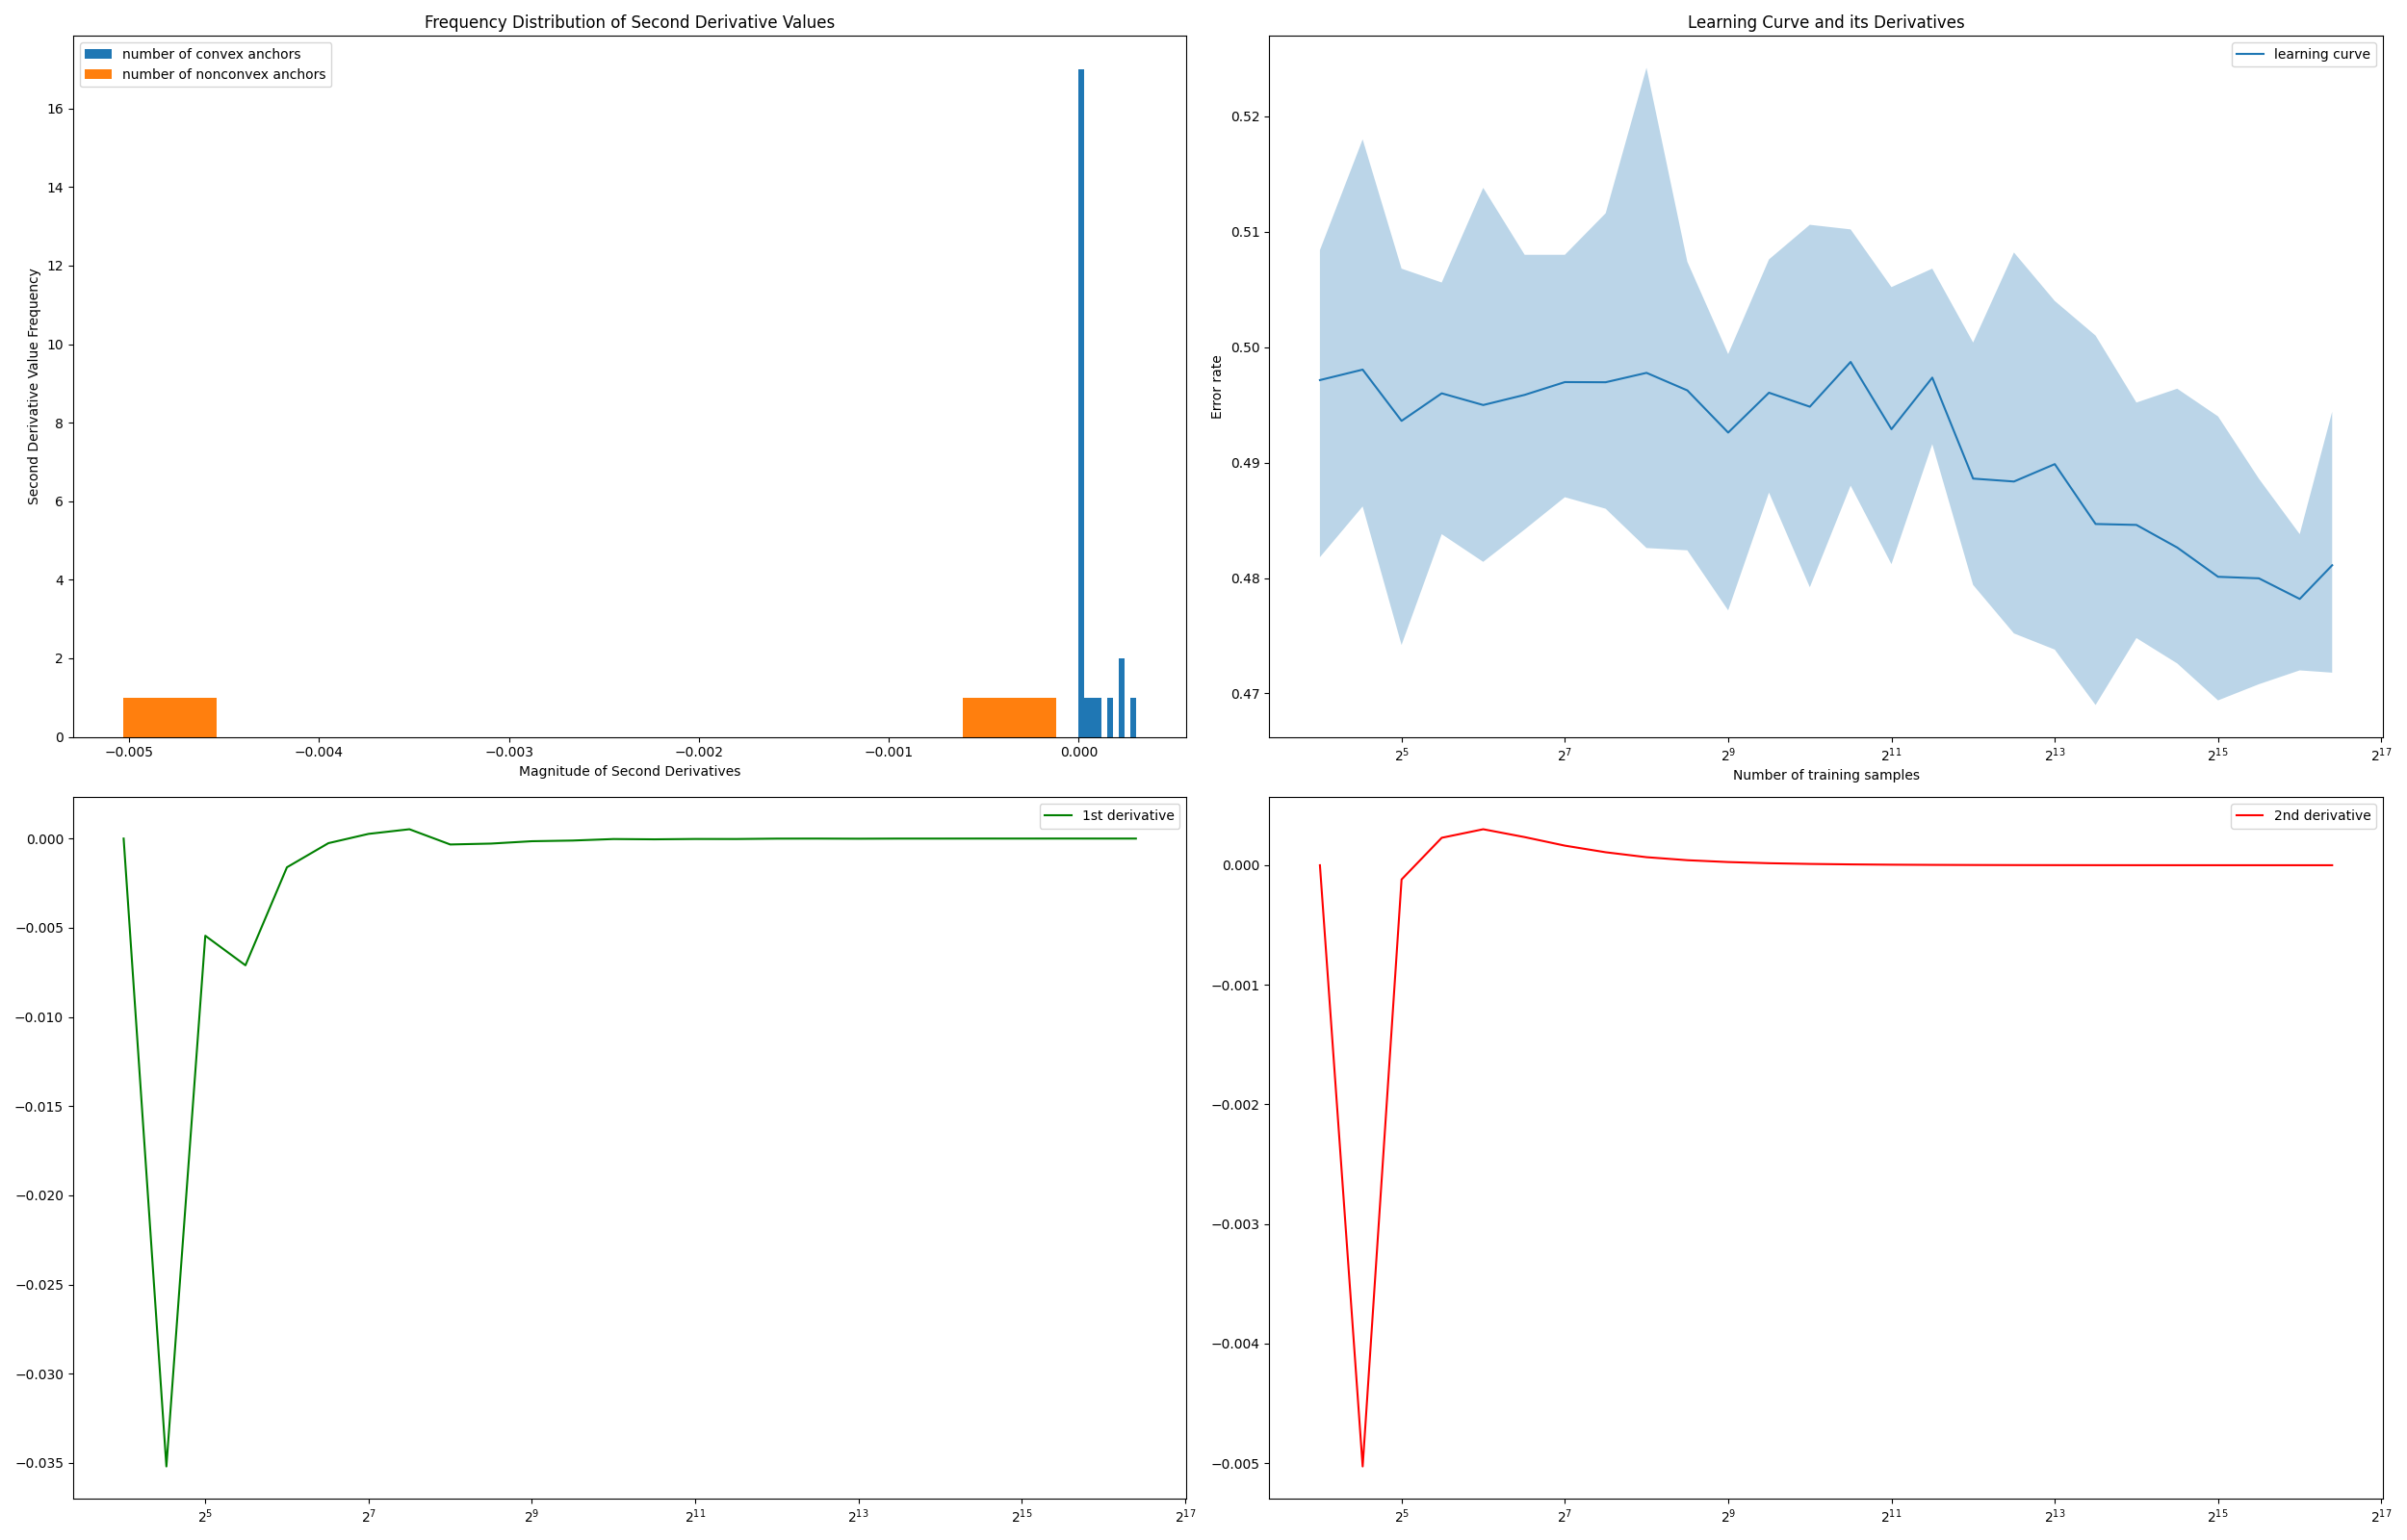 Frequency Distribution of Second Derivative Values
number of convex anchors
number of nonconvex anchors
Second Derivative Value Frequency
16
14
12
10
8
6
4
2
0
−0.005 −0.004 −0.003 −0.002 −0.001 0.000
Magnitude of Second Derivatives
Learning Curve and its Derivatives
learning curve
Error rate
0.52
0.51
0.50
0.49
0.48
0.47
2^5 2^7 2^9 2^11 2^13 2^15 2^17
Number of training samples
1st derivative
0.000
−0.005
−0.010
−0.015
−0.020
−0.025
−0.030
−0.035
2^5 2^7 2^9 2^11 2^13 2^15 2^17
2nd derivative
0.000
−0.001
−0.002
−0.003
−0.004
−0.005
2^5 2^7 2^9 2^11 2^13 2^15 2^17